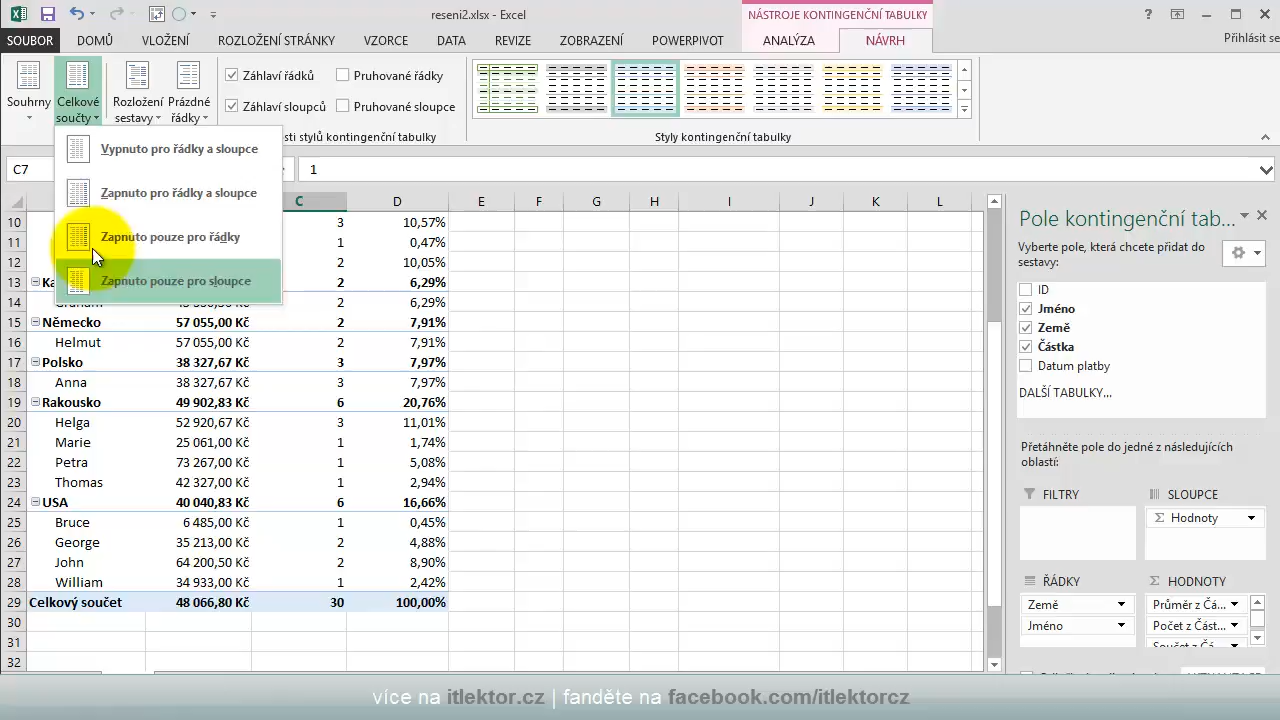 reseni2.xlsx - Excel
NÁSTROJE KONTINGENČNÍ TABULKY
?
SOUBOR DOMŮ VLOŽENÍ ROZLOŽENÍ STRÁNKY VZORCE DATA REVIZE ZOBRAZENÍ POWERPIVOT ANALÝZA NÁVRH Přihlásit se
Souhrny
Celkové součty
Rozložení sestavy
Prázdné řádky
Záhlaví řádků Pruhované řádky
Záhlaví sloupců Pruhované sloupce
sti stylů kontingenční tabulky
Styly kontingenční tabulky
Vypnuto pro řádky a sloupce
Zapnuto pro řádky a sloupce
Zapnuto pouze pro řádky
Zapnuto pouze pro sloupce
C7 1
C D E F G H I J K L
10 3 10,57%
11 1 0,47%
12 2 10,05%
13 Ka 2 6,29%
14 2 6,29%
15 Německo 57 055,00 Kč 2 7,91%
16 Helmut 57 055,00 Kč 2 7,91%
17 Polsko 38 327,67 Kč 3 7,97%
18 Anna 38 327,67 Kč 3 7,97%
19 Rakousko 49 902,83 Kč 6 20,76%
20 Helga 52 920,67 Kč 3 11,01%
21 Marie 25 061,00 Kč 1 1,74%
22 Petra 73 267,00 Kč 1 5,08%
23 Thomas 42 327,00 Kč 1 2,94%
24 USA 40 040,83 Kč 6 16,66%
25 Bruce 6 485,00 Kč 1 0,45%
26 George 35 213,00 Kč 2 4,88%
27 John 64 200,50 Kč 2 8,90%
28 William 34 933,00 Kč 1 2,42%
29 Celkový součet 48 066,80 Kč 30 100,00%
30
31
32
Pole kontingenční tab...
Vyberte pole, která chcete přidat do
sestavy:
ID
Jméno
Země
Částka
Datum platby
DALŠÍ TABULKY...
Přetáhněte pole do jedné z následujících
oblastí:
FILTRY
SLOUPCE
Σ Hodnoty
ŘÁDKY
Země
Jméno
Σ HODNOTY
Průměr z Čá...
Počet z Část...
Součet z Čá...
více na itlektor.cz | fanděte na facebook.com/itlektorcz